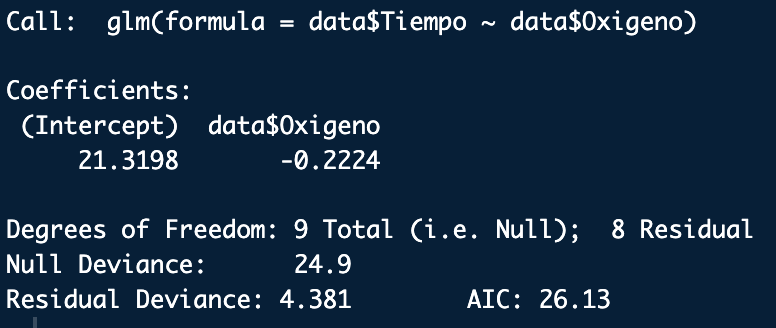 Call:  glm(formula = data$Tiempo ~ data$Oxigeno)
Coefficients:
 (Intercept)  data$Oxigeno
     21.3198       -0.2224
Degrees of Freedom: 9 Total (i.e. Null);  8 Residual
Null Deviance:      24.9
Residual Deviance: 4.381        AIC: 26.13